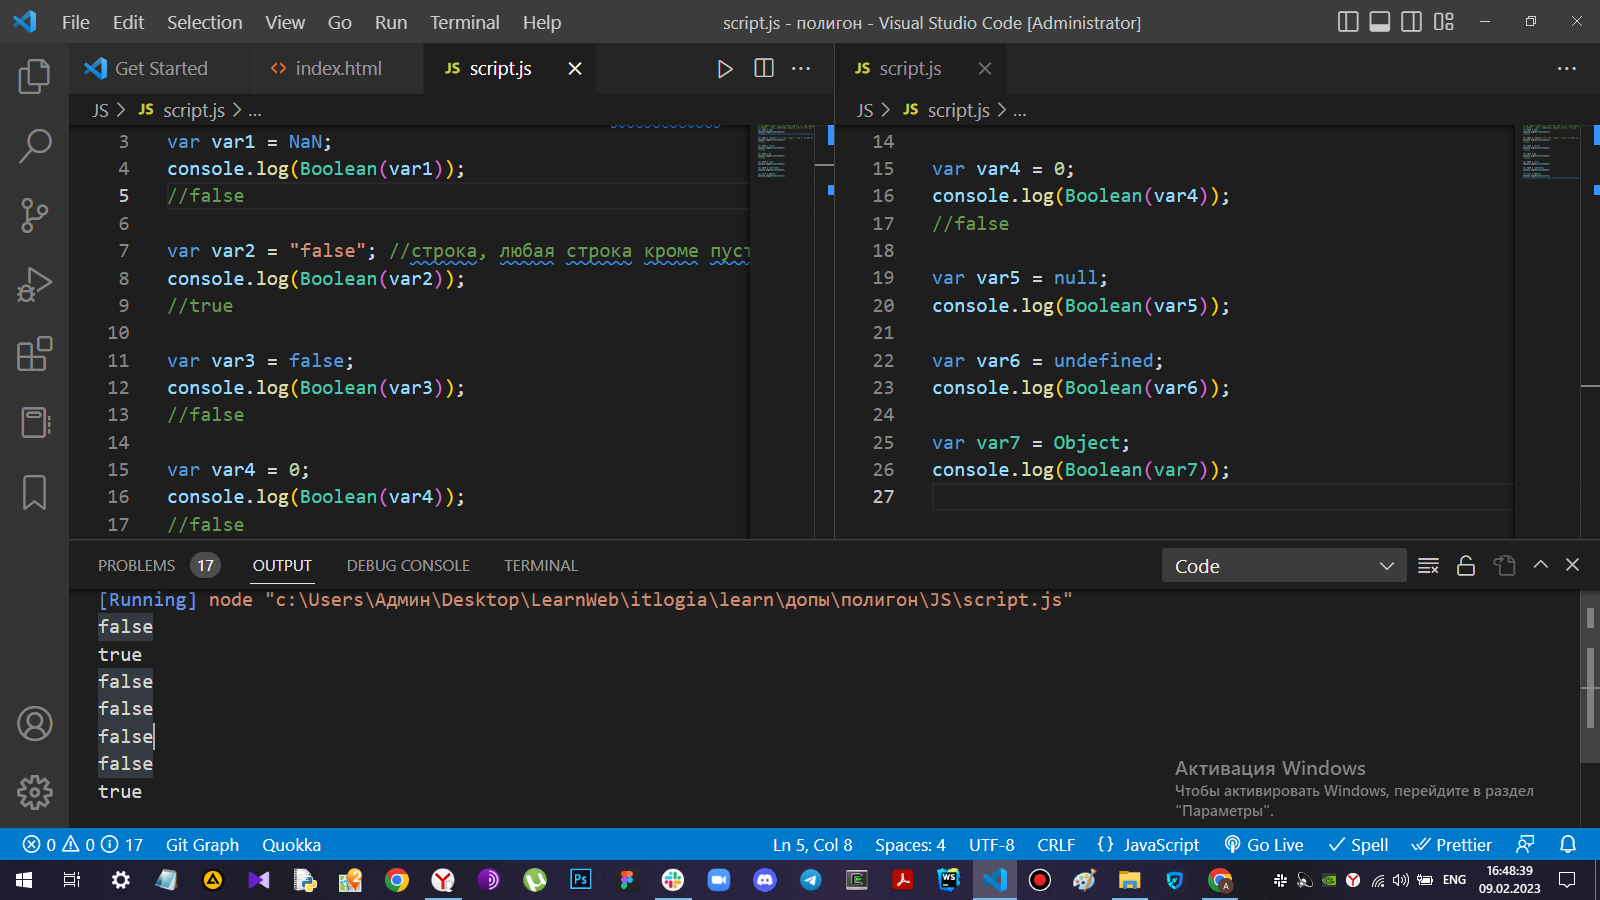 File Edit Selection View Go Run Terminal Help
script.js - полигон - Visual Studio Code [Administrator]
Get Started
index.html
JS script.js
JS script.js
JS > JS script.js > ...
JS > JS script.js > ...
3 var var1 = NaN;
4 console.log(Boolean(var1));
5 //false
6
7 var var2 = "false"; //строка, любая строка кроме пуст
8 console.log(Boolean(var2));
9 //true
10
11 var var3 = false;
12 console.log(Boolean(var3));
13 //false
14
15 var var4 = 0;
16 console.log(Boolean(var4));
17 //false
14
15 var var4 = 0;
16 console.log(Boolean(var4));
17 //false
18
19 var var5 = null;
20 console.log(Boolean(var5));
21
22 var var6 = undefined;
23 console.log(Boolean(var6));
24
25 var var7 = Object;
26 console.log(Boolean(var7));
27
PROBLEMS 17 OUTPUT DEBUG CONSOLE TERMINAL
Code
[Running] node "c:\Users\Админ\Desktop\LearnWeb\itlogia\learn\допы\полигон\JS\script.js"
false
true
false
false
false
false
true
Активация Windows
Чтобы активировать Windows, перейдите в раздел
"Параметры".
0 0 17 Git Graph Quokka
Ln 5, Col 8 Spaces: 4 UTF-8 CRLF {} JavaScript Go Live Spell Prettier
Ps
WS
A
ENG
16:48:39
09.02.2023